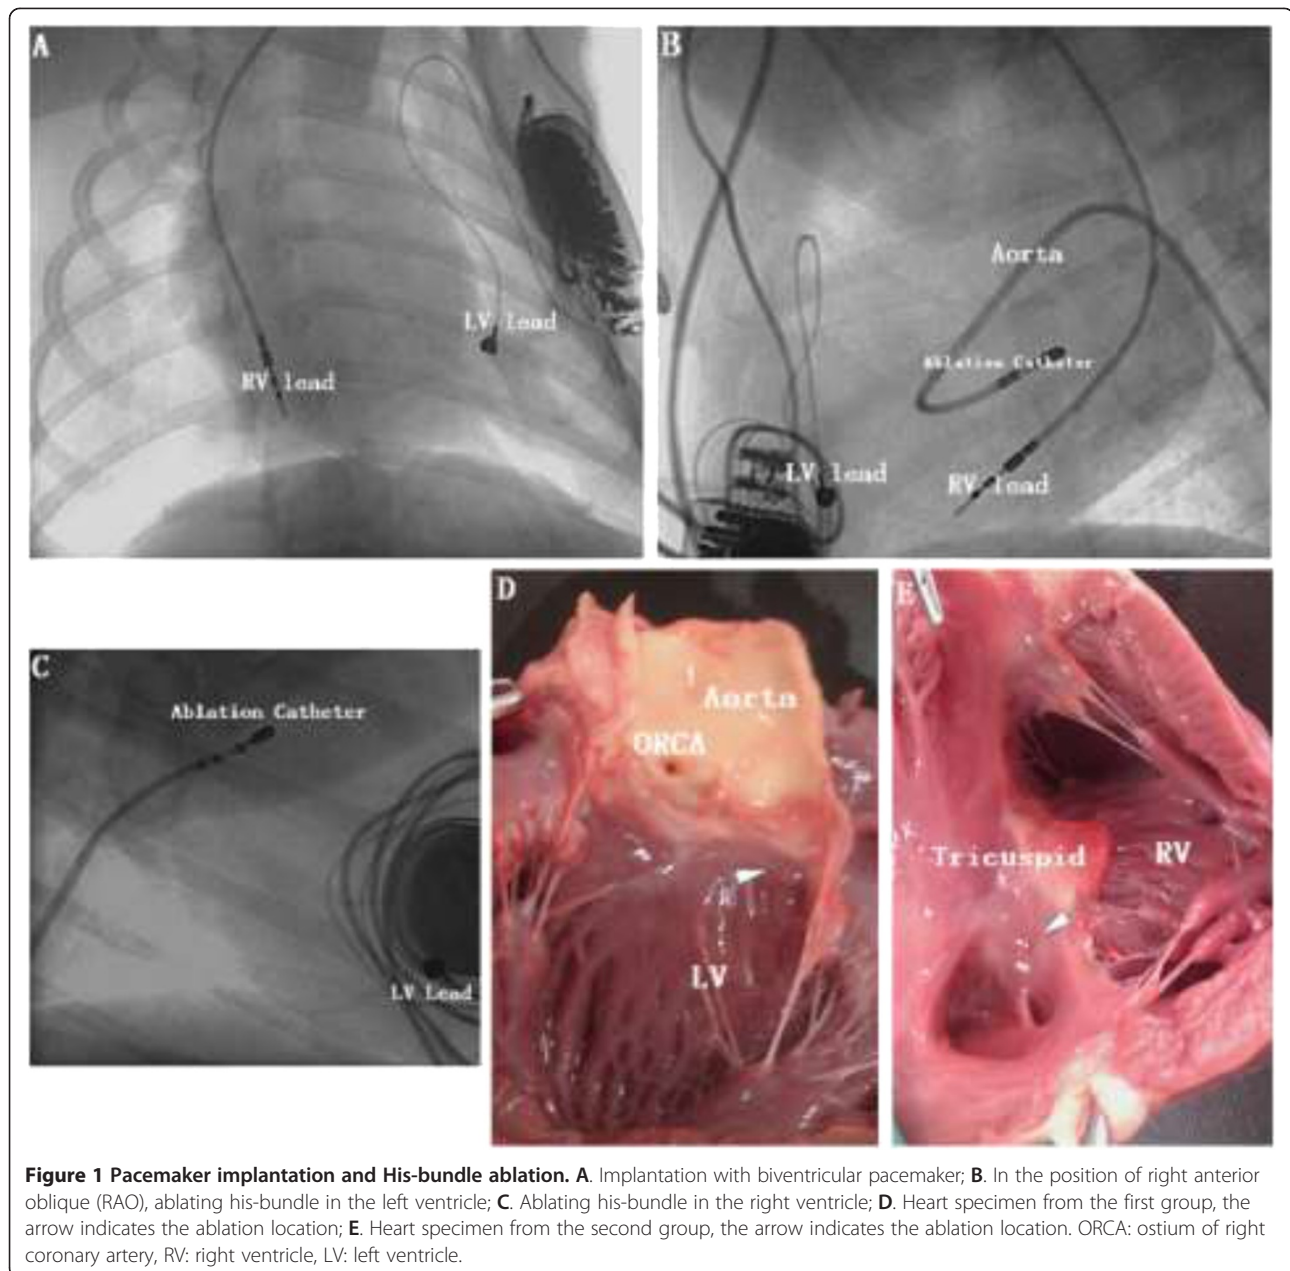 A
LV lead
RV lead
B
Aorta
Ablation Catheter
LV lead
RV lead
C
Ablation Catheter
LV Lead
D
Aorta
ORCA
LV
E
Tricuspid
RV
Figure 1 Pacemaker implantation and His-bundle ablation. A. Implantation with biventricular pacemaker; B. In the position of right anterior
oblique (RAO), ablating his-bundle in the left ventricle; C. Ablating his-bundle in the right ventricle; D. Heart specimen from the first group, the
arrow indicates the ablation location; E. Heart specimen from the second group, the arrow indicates the ablation location. ORCA: ostium of right
coronary artery, RV: right ventricle, LV: left ventricle.